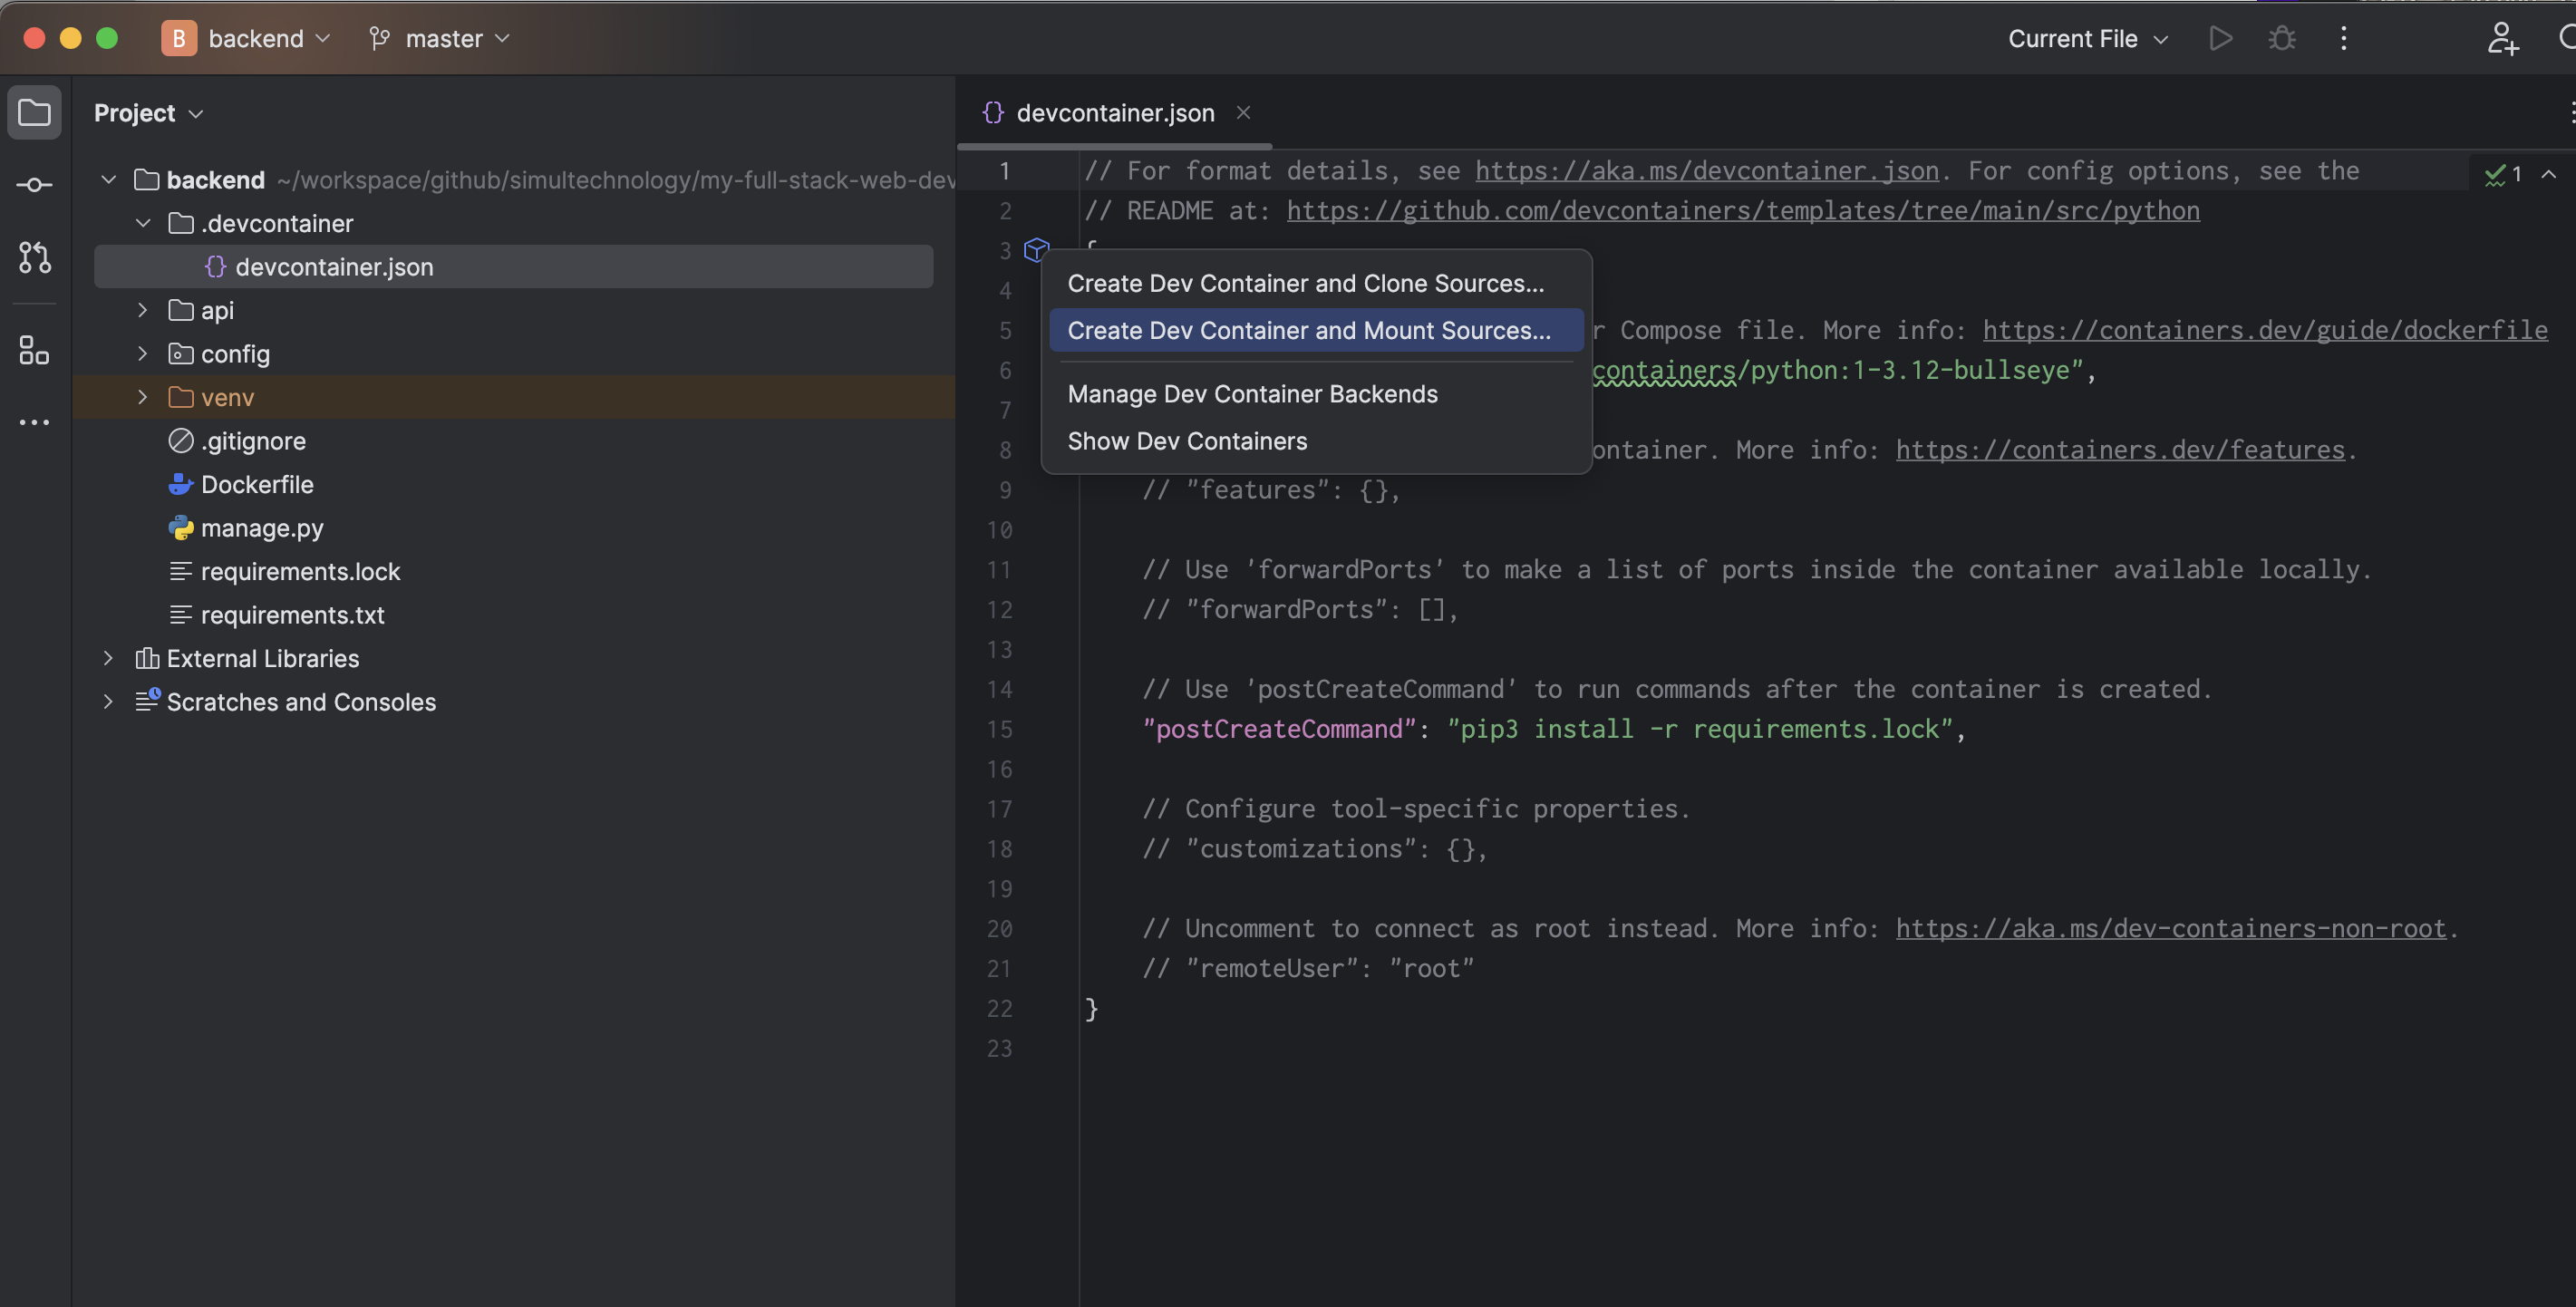 B backend master Current File
Project
devcontainer.json
backend ~/workspace/github/simultechnology/my-full-stack-web-dev
.devcontainer
devcontainer.json
api
config
venv
.gitignore
Dockerfile
manage.py
requirements.lock
requirements.txt
External Libraries
Scratches and Consoles
1 // For format details, see https://aka.ms/devcontainer.json. For config options, see the
1
2 // README at: https://github.com/devcontainers/templates/tree/main/src/python
3 {
Create Dev Container and Clone Sources...
4
Create Dev Container and Mount Sources...
5 r Compose file. More info: https://containers.dev/guide/dockerfile
6 containers/python:1-3.12-bullseye",
Manage Dev Container Backends
7
Show Dev Containers
8 ontainer. More info: https://containers.dev/features.
9 // "features": {},
10
11 // Use 'forwardPorts' to make a list of ports inside the container available locally.
12 // "forwardPorts": [],
13
14 // Use 'postCreateCommand' to run commands after the container is created.
15 "postCreateCommand": "pip3 install -r requirements.lock",
16
17 // Configure tool-specific properties.
18 // "customizations": {},
19
20 // Uncomment to connect as root instead. More info: https://aka.ms/dev-containers-non-root.
21 // "remoteUser": "root"
22 }
23